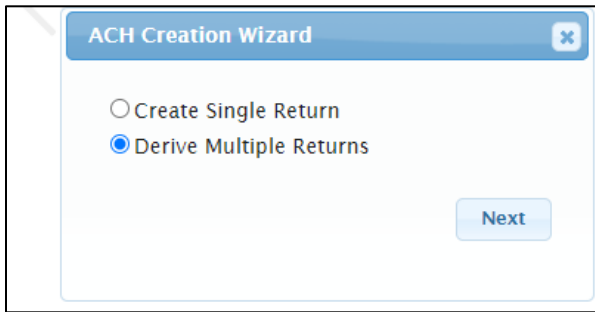 ACH Creation Wizard
Create Single Return
Derive Multiple Returns
Next